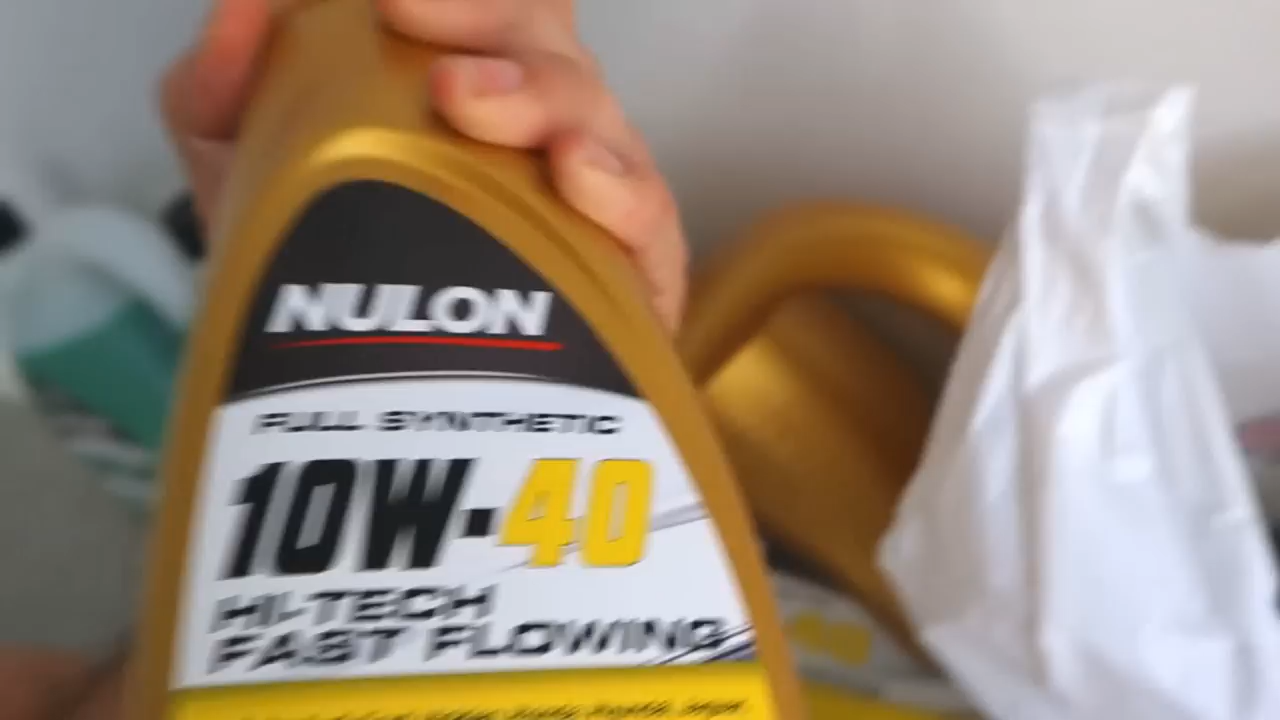 NULON
FULL SYNTHETIC
10W-40
HI-TECH
FAST FLOWING